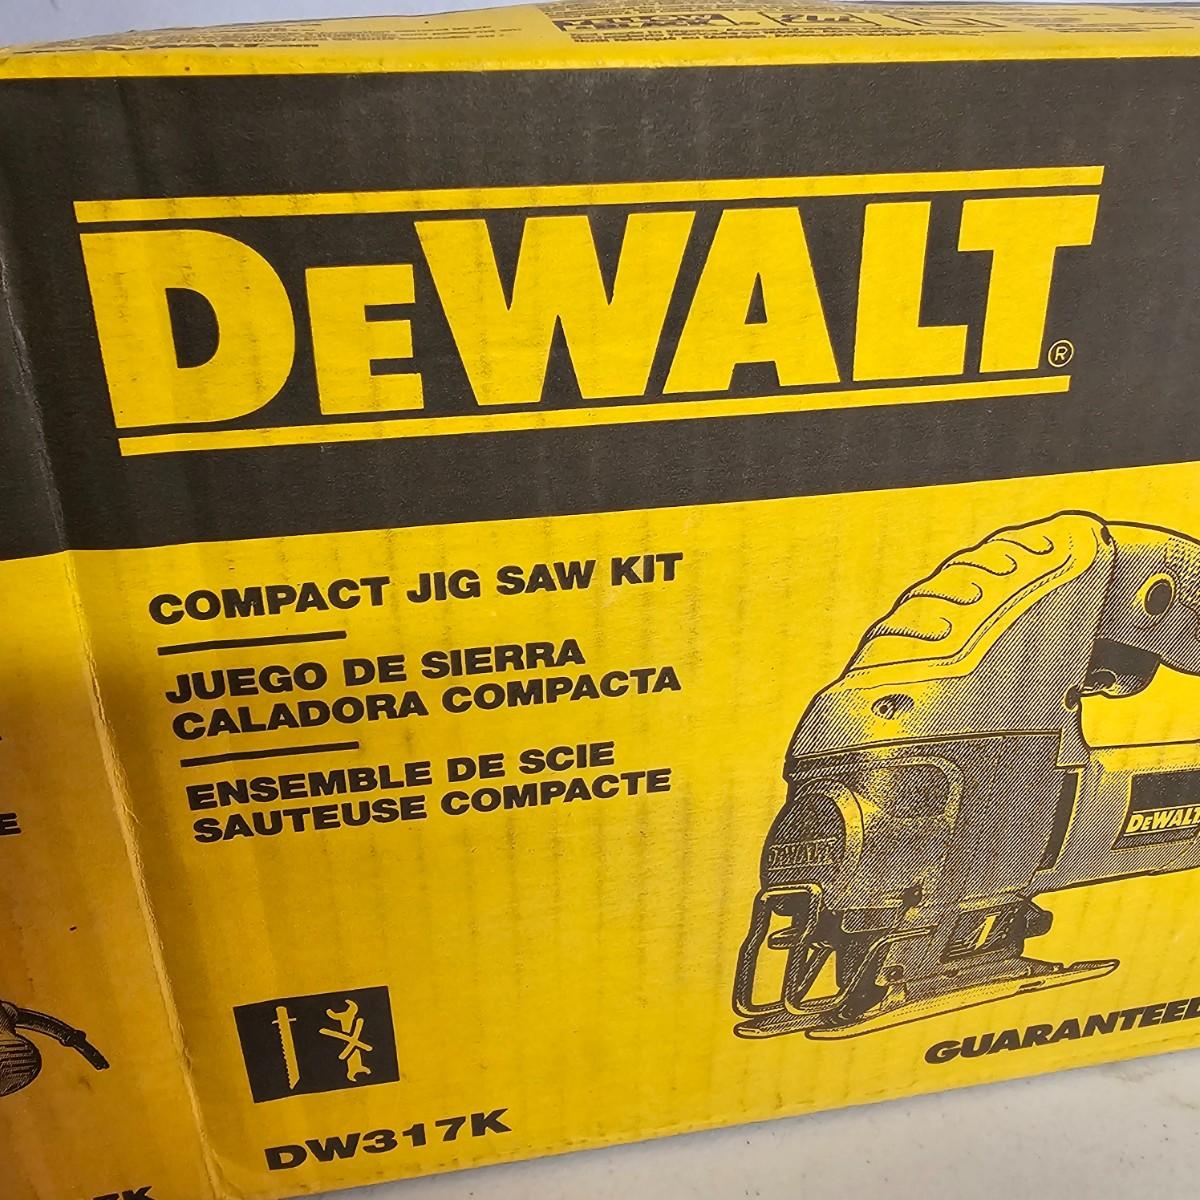 DEWALT®
COMPACT JIG SAW KIT
JUEGO DE SIERRA
CALADORA COMPACTA
ENSEMBLE DE SCIE
SAUTEUSE COMPACTE
DEWALT
DEWALT
GUARANTEED
DW317K
E
7K